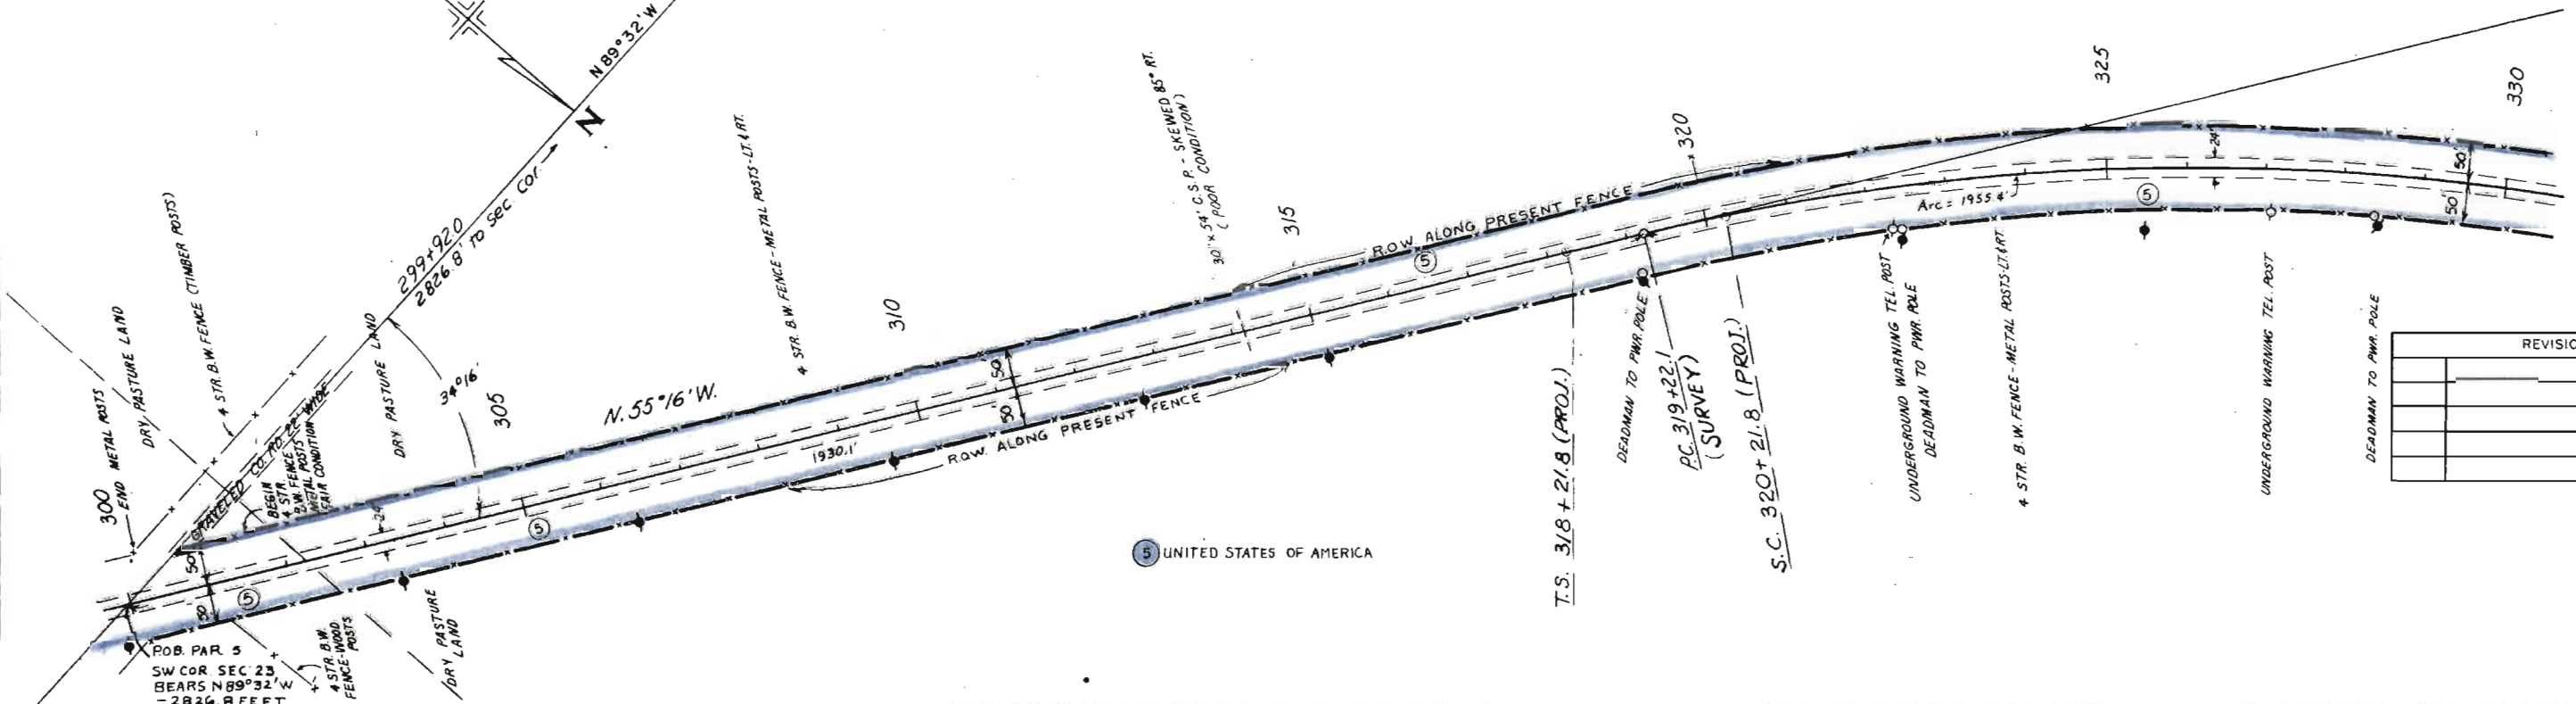 N 89°32'W
N
299+92.0
2826.8' to sec. cor.
4 STR. B.W. FENCE (TIMBER POSTS)
DRY PASTURE LAND
END METAL POSTS
300
GRAVELED CO. RD. 22' WIDE
BEGIN
4 STR.
B.W. FENCE
METAL POSTS
FAIR CONDITION
DRY PASTURE LAND
34°16'
305
24'
50'
50'
5
P.O.B. PAR 5
SW COR. SEC. 23
BEARS N 89°32'W
-2826.8 FEET
4 STR. B.W.
FENCE-WOOD
POSTS
DRY PASTURE
LAND
5
N. 55°16'W.
4 STR. B.W. FENCE - METAL POSTS - LT. & RT.
310
1930.1'
50'
50'
R.O.W. ALONG PRESENT FENCE
30" x 54' C.S.P. - SKEWED 85° RT.
(POOR CONDITION)
315
R.O.W. ALONG PRESENT FENCE
5
5 UNITED STATES OF AMERICA
320
T.S. 318+21.8 (PROJ.)
DEADMAN TO PWR. POLE
P.C. 319+22.1
(SURVEY)
S.C. 320+21.8 (PROJ.)
UNDERGROUND WARNING TEL. POST
DEADMAN TO PWR. POLE
Arc = 1955.4'
4 STR. B.W. FENCE - METAL POSTS-LT. & RT.
325
5
24'
UNDERGROUND WARNING TEL. POST
DEADMAN TO PWR. POLE
330
50'
50'
REVISIO